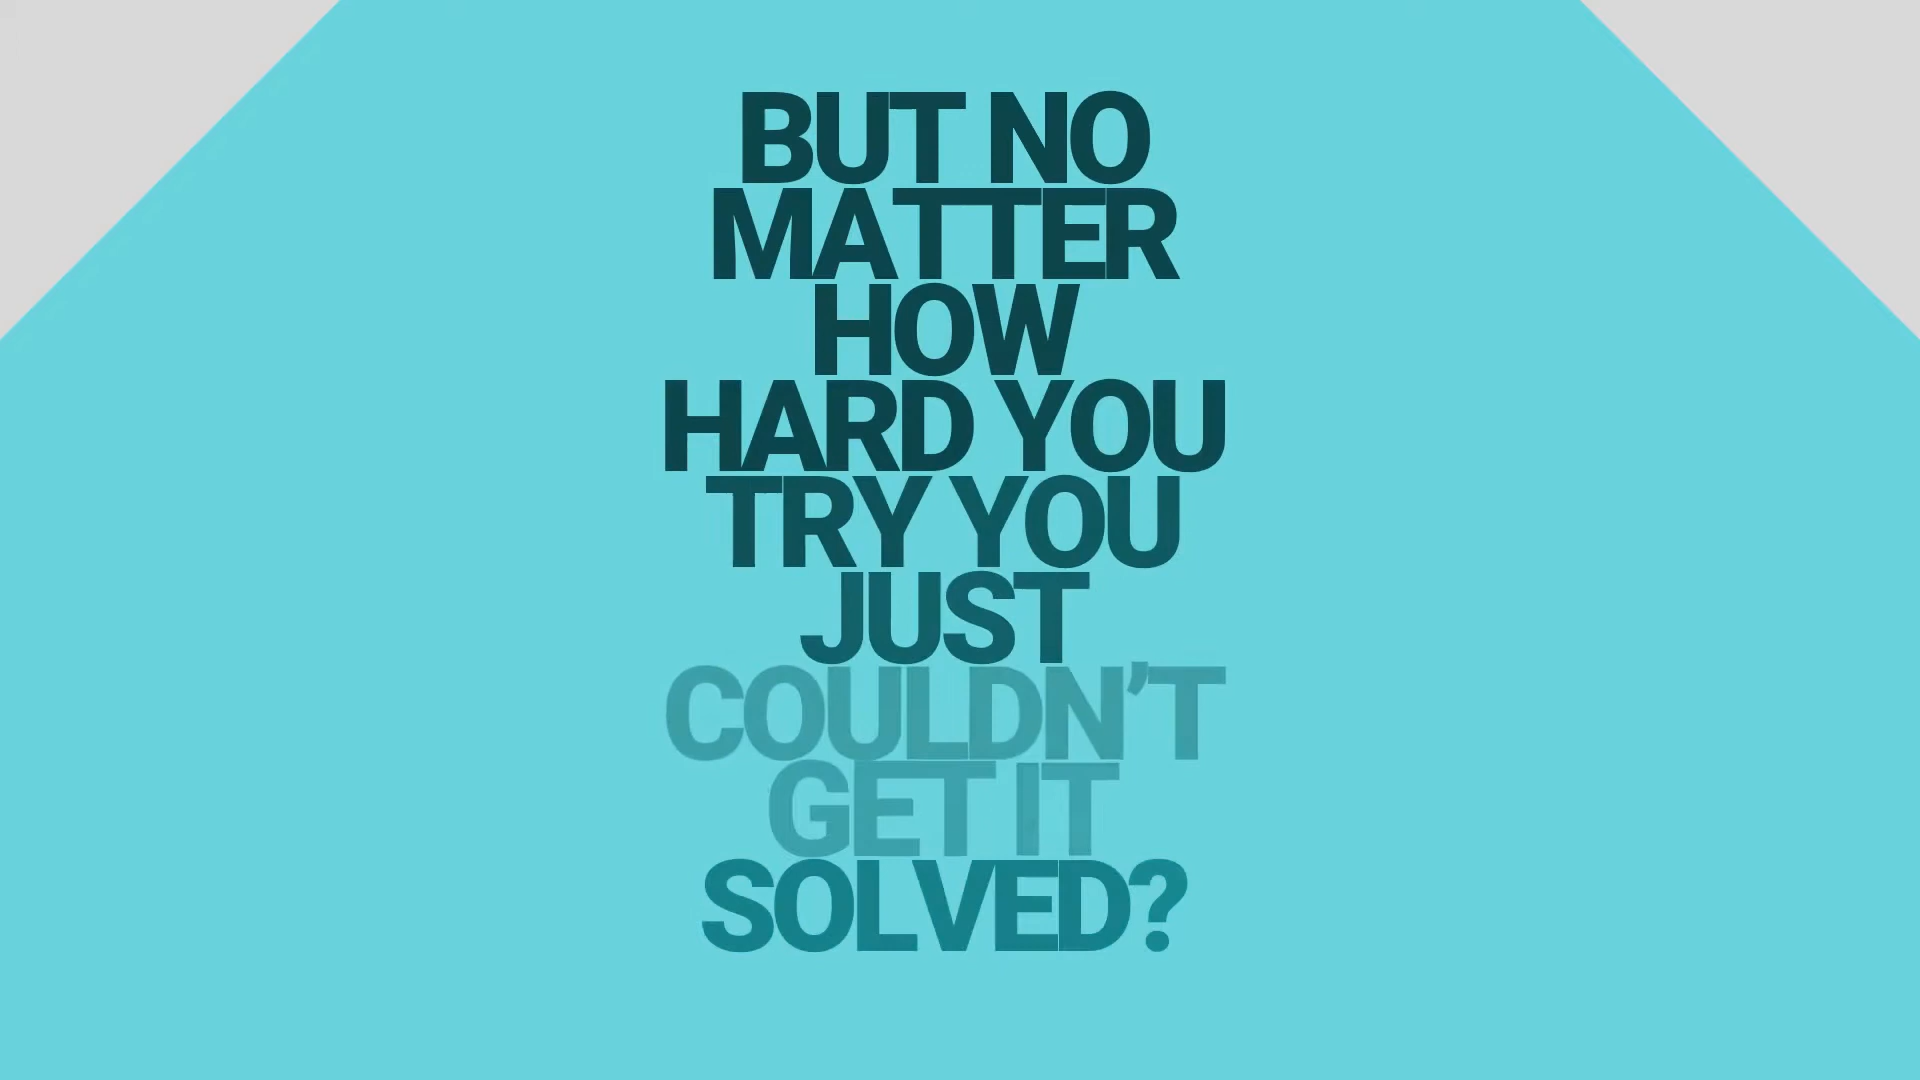 BUT NO
MATTER
HOW
HARD YOU
TRY YOU
JUST
COULDN’T
GET IT
SOLVED?